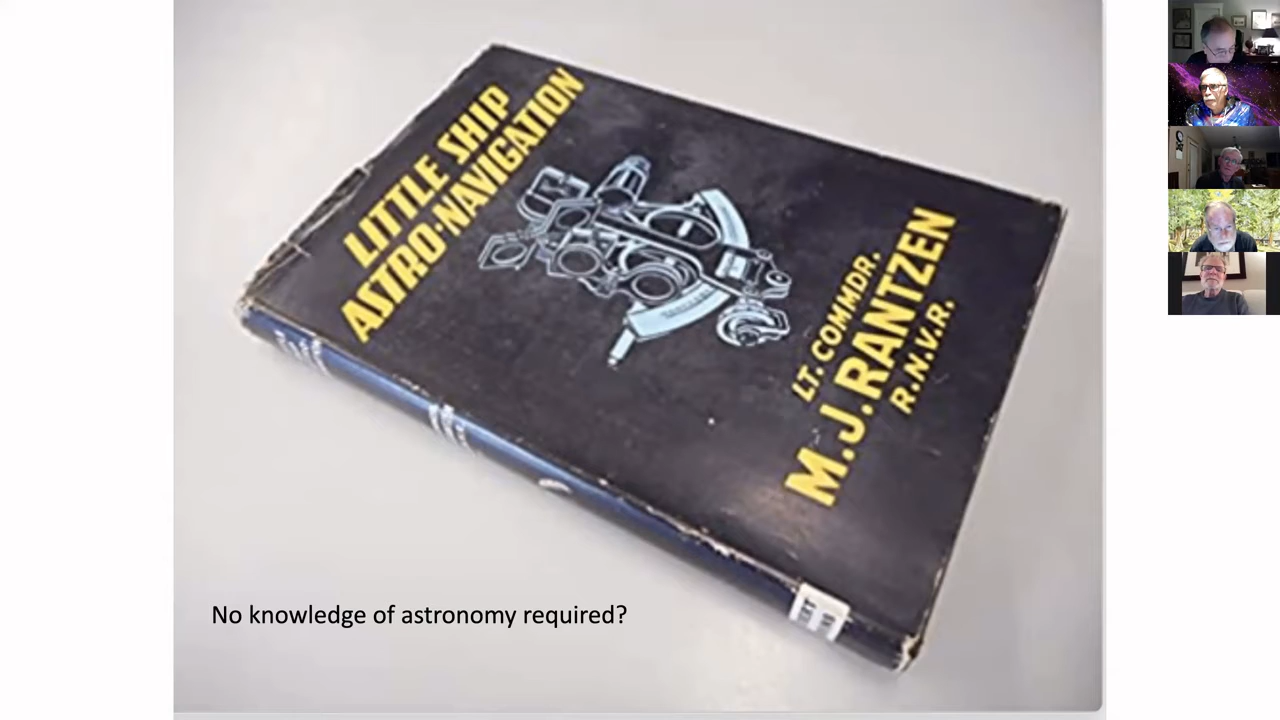 LITTLE SHIP
ASTRO-NAVIGATION
LT. COMMDR.
M.J. RANTZEN
R.N.V.R.
No knowledge of astronomy required?